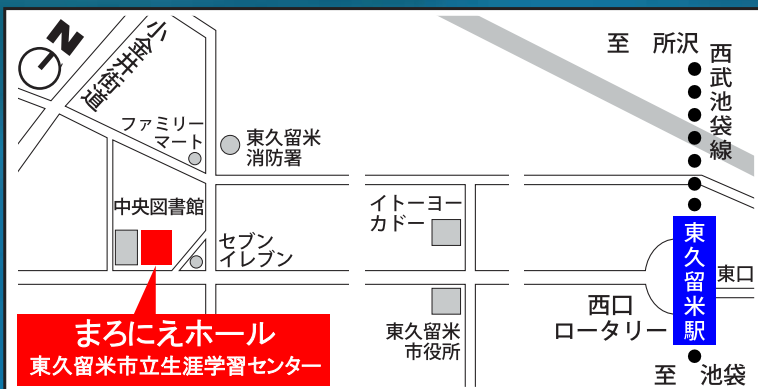 N
小金井街道
至 所沢
西武池袋線
ファミリー
マート
東久留米
消防署
中央図書館
イトーヨー
カドー
セブン
イレブン
東久留米駅
東口
西口
ロータリー
まろにえホール
東久留米市立生涯学習センター
東久留米
市役所
至 池袋